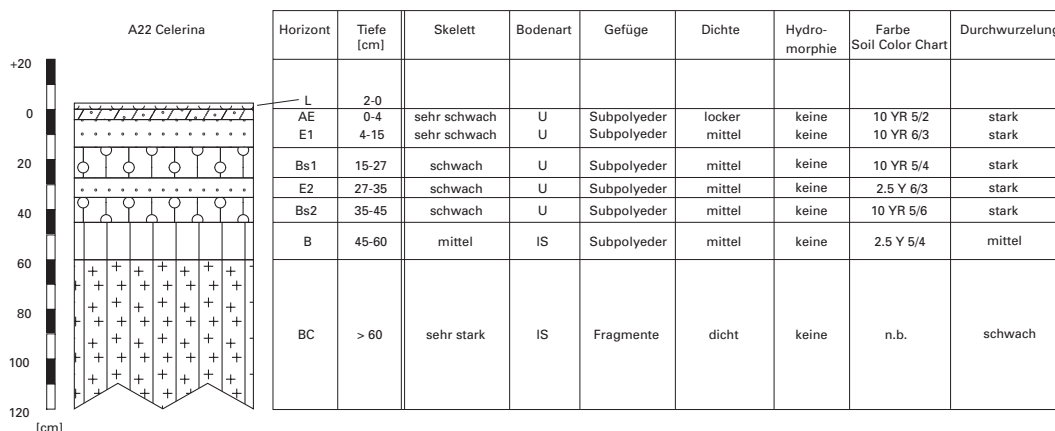 A22 Celerina
Horizont Tiefe [cm] Skelett Bodenart Gefüge Dichte Hydro-morphie Farbe Soil Color Chart Durchwurzelung
+20
0
20
40
60
80
100
120
[cm]
L 2-0
AE 0-4 sehr schwach U Subpolyeder locker keine 10 YR 5/2 stark
E1 4-15 sehr schwach U Subpolyeder mittel keine 10 YR 6/3 stark
Bs1 15-27 schwach U Subpolyeder mittel keine 10 YR 5/4 stark
E2 27-35 schwach U Subpolyeder mittel keine 2.5 Y 6/3 stark
Bs2 35-45 schwach U Subpolyeder mittel keine 10 YR 5/6 stark
B 45-60 mittel IS Subpolyeder mittel keine 2.5 Y 5/4 mittel
BC > 60 sehr stark IS Fragmente dicht keine n.b. schwach